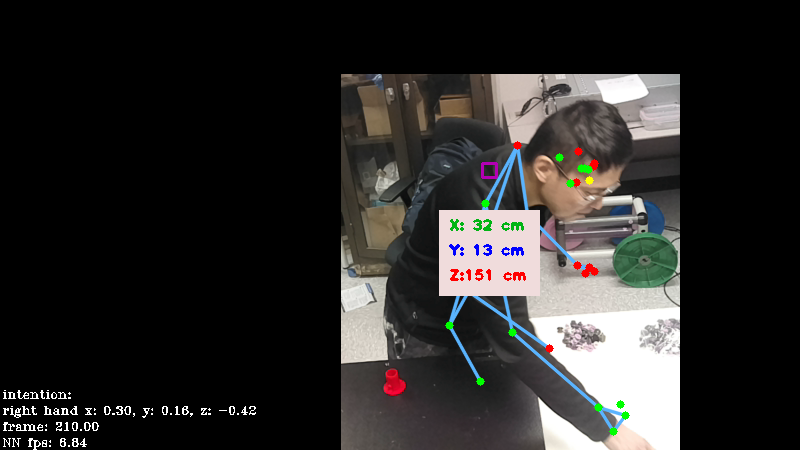 X: 32 cm
Y: 13 cm
Z:151 cm
intention:
right hand x: 0.30, y: 0.16, z: -0.42
frame: 210.00
NN fps: 6.84